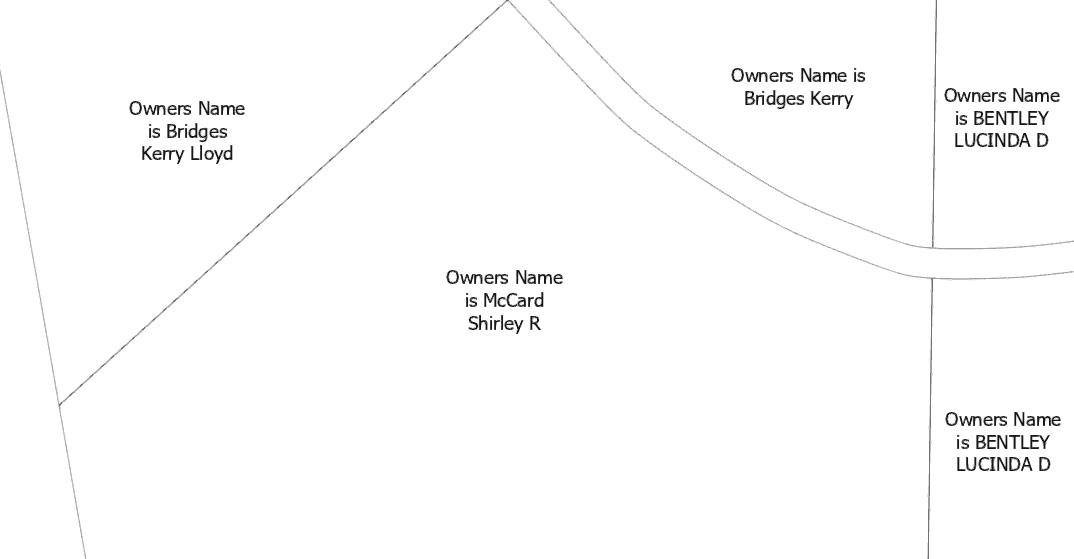 Owners Name
is Bridges
Kerry Lloyd
Owners Name is
Bridges Kerry
Owners Name
is BENTLEY
LUCINDA D
Owners Name
is McCard
Shirley R
Owners Name
is BENTLEY
LUCINDA D